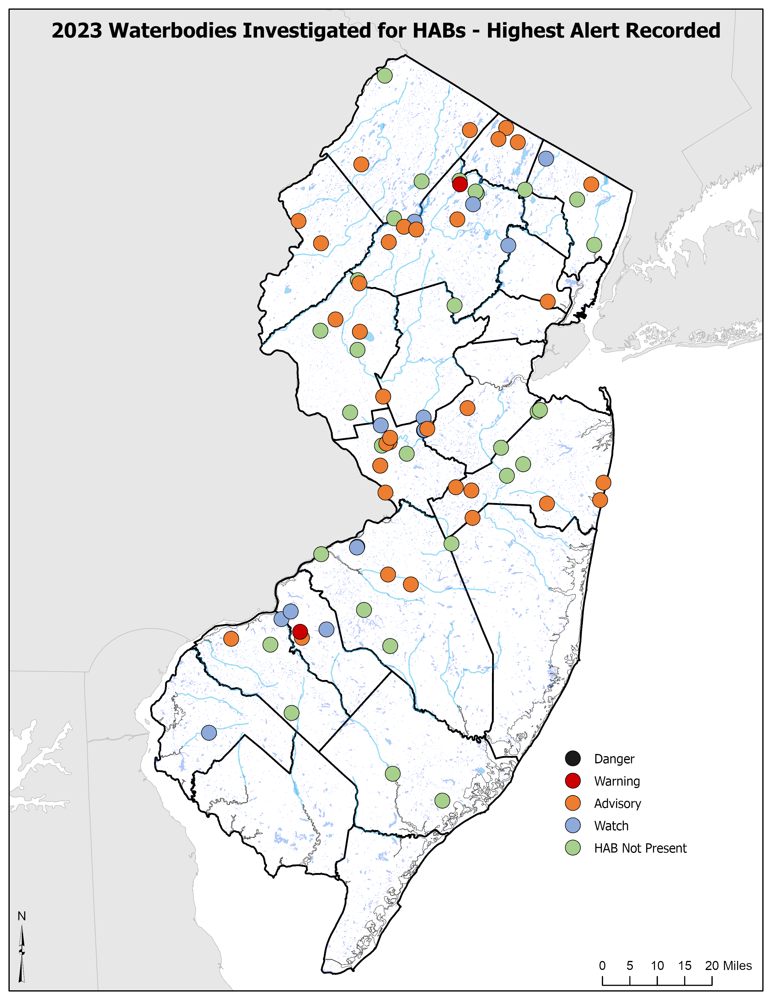 2023 Waterbodies Investigated for HABs - Highest Alert Recorded
Danger
Warning
Advisory
Watch
HAB Not Present
N
0 5 10 15 20 Miles